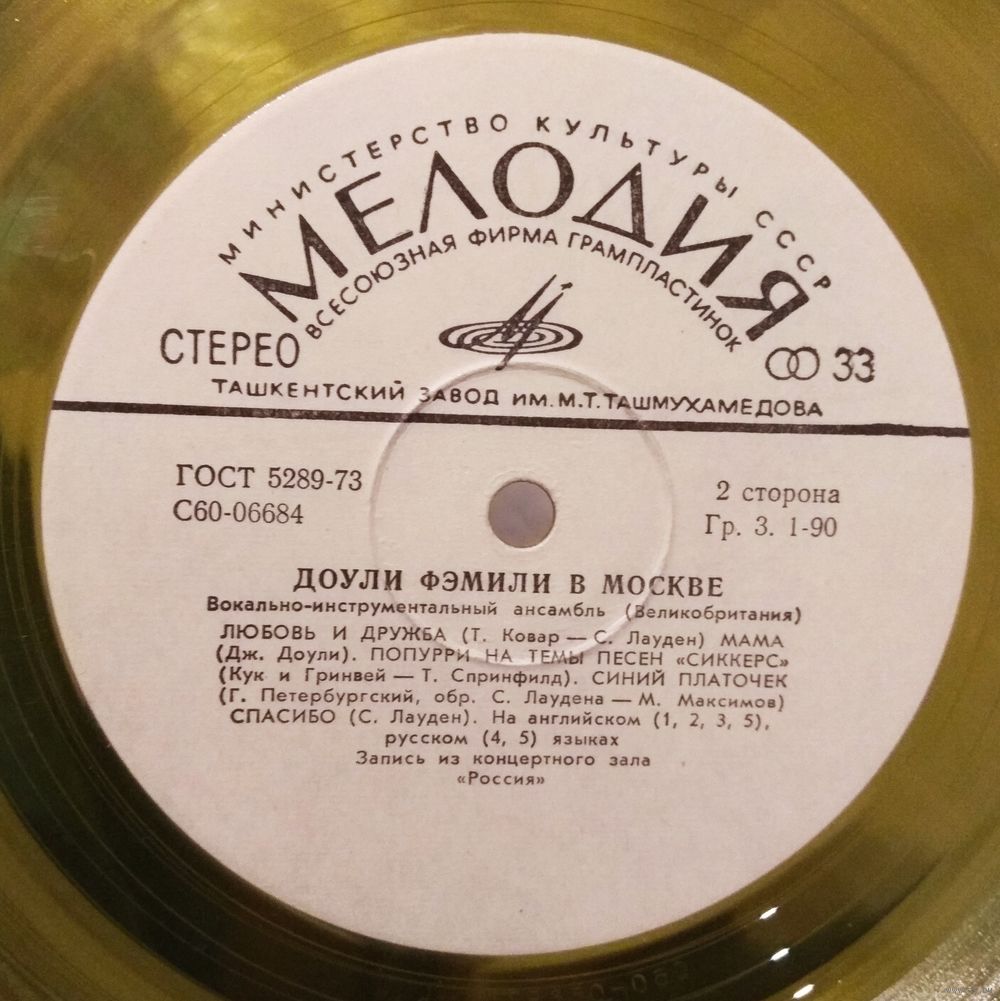 МИНИСТЕРСТВО КУЛЬТУРЫ СССР
МЕЛОДИЯ
ВСЕСОЮЗНАЯ ФИРМА ГРАМПЛАСТИНОК
СТЕРЕО
33
ТАШКЕНТСКИЙ ЗАВОД ИМ. М.Т. ТАШМУХАМЕДОВА
ГОСТ 5289-73
С60-06684
2 сторона
Гр. 3. 1-90
ДОУЛИ ФЭМИЛИ В МОСКВЕ
Вокально-инструментальный ансамбль (Великобритания)
ЛЮБОВЬ И ДРУЖБА (Т. Ковар — С. Лауден) МАМА
(Дж. Доули). ПОПУРРИ НА ТЕМЫ ПЕСЕН «СИККЕРС»
(Кук и Гринвей — Т. Спринфилд). СИНИЙ ПЛАТОЧЕК
(Г. Петербургский, обр. С. Лаудена — М. Максимов)
СПАСИБО (С. Лауден). На английском (1, 2, 3, 5),
русском (4, 5) языках
Запись из концертного зала
«Россия»